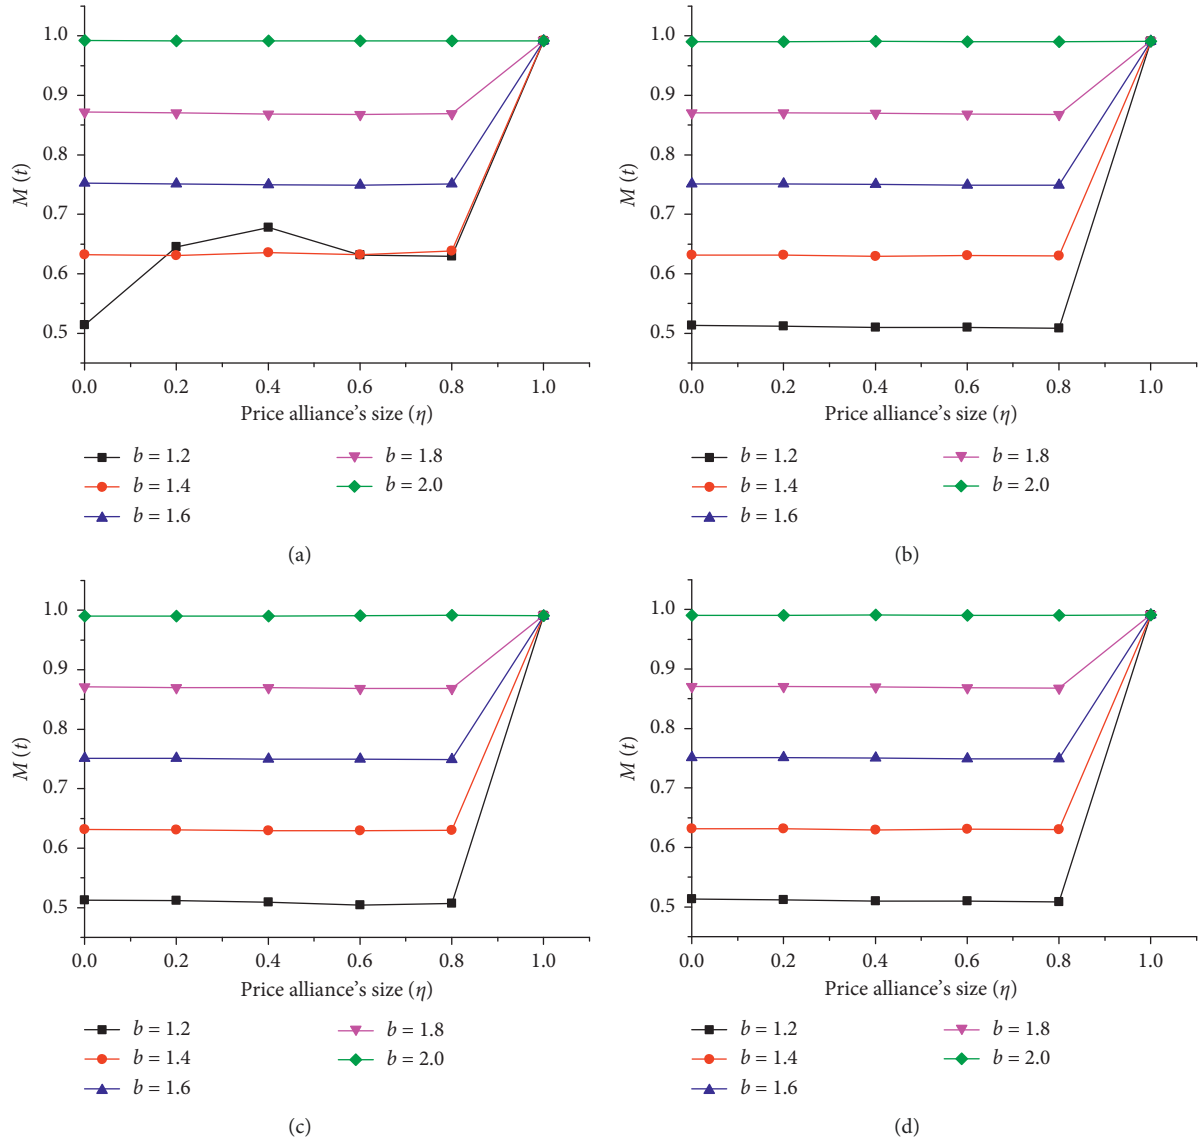 1.0
0.9
0.8
0.7
0.6
0.5
M (t)
0.0 0.2 0.4 0.6 0.8 1.0
Price alliance's size (η)
b = 1.2
b = 1.4
b = 1.6
b = 1.8
b = 2.0
(a)
1.0
0.9
0.8
0.7
0.6
0.5
M (t)
0.0 0.2 0.4 0.6 0.8 1.0
Price alliance's size (η)
b = 1.2
b = 1.4
b = 1.6
b = 1.8
b = 2.0
(b)
1.0
0.9
0.8
0.7
0.6
0.5
M (t)
0.0 0.2 0.4 0.6 0.8 1.0
Price alliance's size (η)
b = 1.2
b = 1.4
b = 1.6
b = 1.8
b = 2.0
(c)
1.0
0.9
0.8
0.7
0.6
0.5
M (t)
0.0 0.2 0.4 0.6 0.8 1.0
Price alliance's size (η)
b = 1.2
b = 1.4
b = 1.6
b = 1.8
b = 2.0
(d)